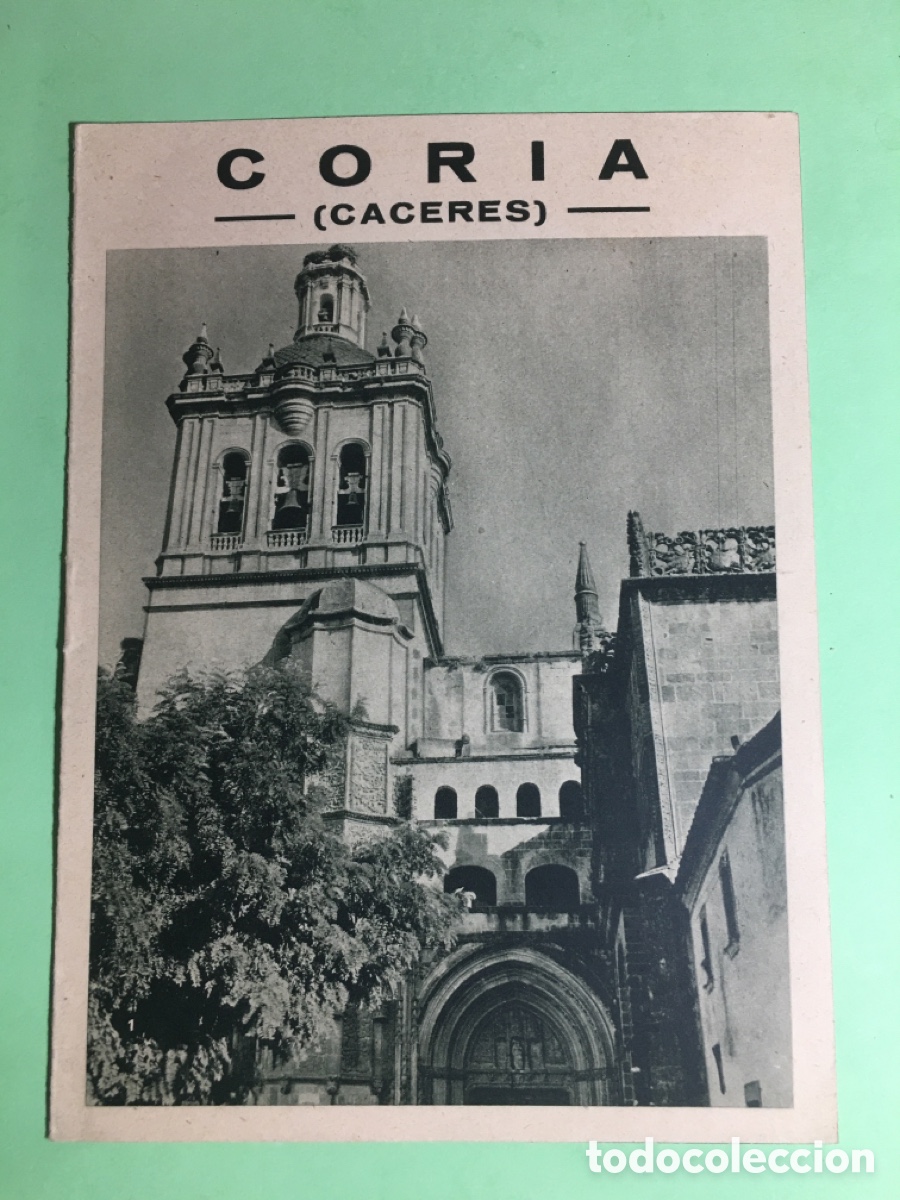 CORIA
(CACERES)
1
todocoleccion